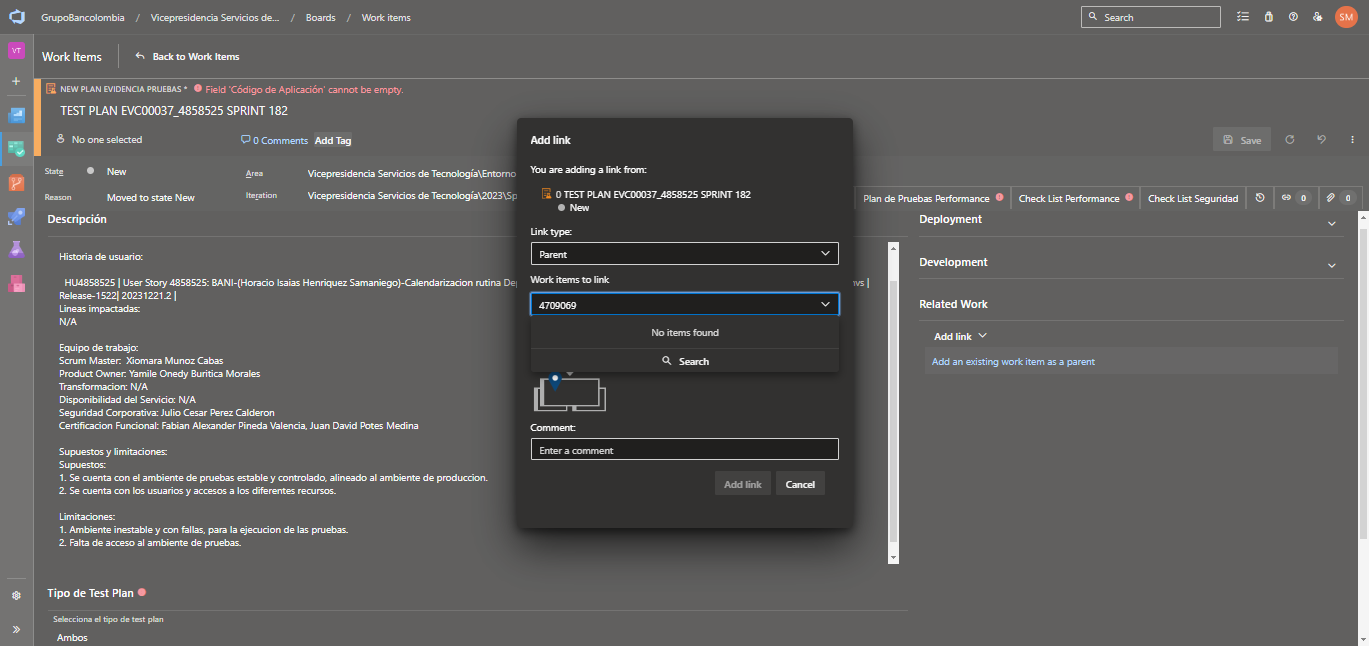 GrupoBancolombia / Vicepresidencia Servicios de... / Boards / Work items
Search
SM
VT
Work Items
Back to Work Items
NEW PLAN EVIDENCIA PRUEBAS * Field 'Código de Aplicación' cannot be empty.
TEST PLAN EVC00037_4858525 SPRINT 182
No one selected
0 Comments
Add Tag
Save
State
New
Area
Vicepresidencia Servicios de Tecnología\Entorno
Reason
Moved to state New
Iteration
Vicepresidencia Servicios de Tecnología\2023\Sp
Plan de Pruebas Performance
Check List Performance
Check List Seguridad
0
0
Descripción
Historia de usuario:
HU4858525 | User Story 4858525: BANI-(Horacio Isaias Henriquez Samaniego)-Calendarizacion rutina De
nvs |
Release-1522| 20231221.2 |
Lineas impactadas:
N/A
Equipo de trabajo:
Scrum Master: Xiomara Munoz Cabas
Product Owner: Yamile Onedy Buritica Morales
Transformacion: N/A
Disponibilidad del Servicio: N/A
Seguridad Corporativa: Julio Cesar Perez Calderon
Certificacion Funcional: Fabian Alexander Pineda Valencia, Juan David Potes Medina
Supuestos y limitaciones:
Supuestos:
1. Se cuenta con el ambiente de pruebas estable y controlado, alineado al ambiente de produccion.
2. Se cuenta con los usuarios y accesos a los diferentes recursos.
Limitaciones:
1. Ambiente inestable y con fallas, para la ejecucion de las pruebas.
2. Falta de acceso al ambiente de pruebas.
Tipo de Test Plan
Selecciona el tipo de test plan
Ambos
Add link
You are adding a link from:
0 TEST PLAN EVC00037_4858525 SPRINT 182
New
Link type:
Parent
Work items to link
4709069
No items found
Search
Comment:
Enter a comment
Add link
Cancel
Deployment
Development
Related Work
Add link
Add an existing work item as a parent